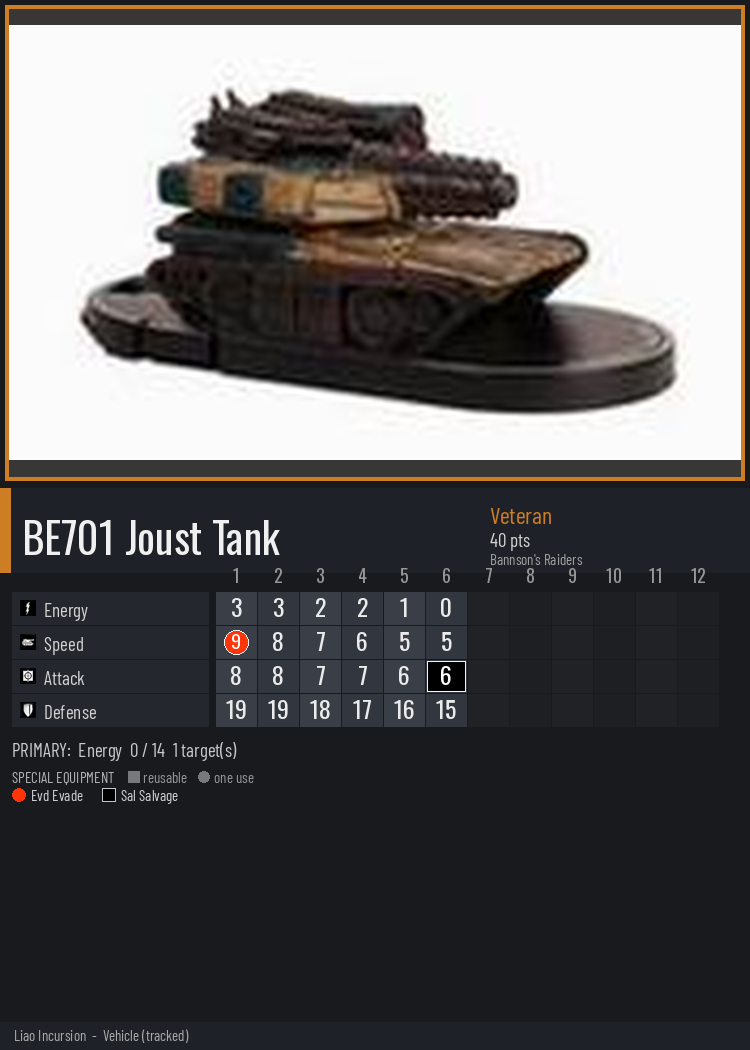 BE701 Joust Tank
Veteran
40 pts
Bannson's Raiders
1 2 3 4 5 6 7 8 9 10 11 12
Energy 3 3 2 2 1 0
Speed 9 8 7 6 5 5
Attack 8 8 7 7 6 6
Defense 19 19 18 17 16 15
PRIMARY: Energy 0 / 14 1 target(s)
SPECIAL EQUIPMENT reusable one use
Evd Evade Sal Salvage
Liao Incursion - Vehicle (tracked)